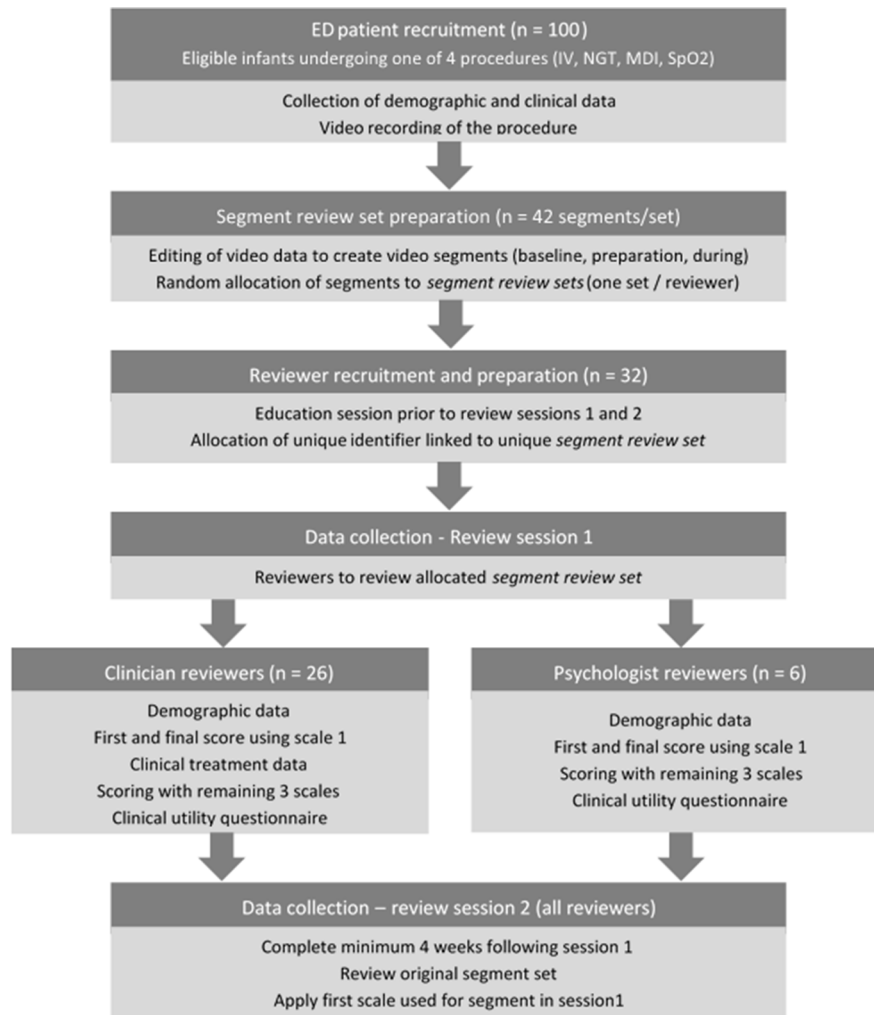 ED patient recruitment (n = 100)
Eligible infants undergoing one of 4 procedures (IV, NGT, MDI, SpO2)
Collection of demographic and clinical data
Video recording of the procedure
Segment review set preparation (n = 42 segments/set)
Editing of video data to create video segments (baseline, preparation, during)
Random allocation of segments to segment review sets (one set / reviewer)
Reviewer recruitment and preparation (n = 32)
Education session prior to review sessions 1 and 2
Allocation of unique identifier linked to unique segment review set
Data collection - Review session 1
Reviewers to review allocated segment review set
Clinician reviewers (n = 26)
Demographic data
First and final score using scale 1
Clinical treatment data
Scoring with remaining 3 scales
Clinical utility questionnaire
Psychologist reviewers (n = 6)
Demographic data
First and final score using scale 1
Scoring with remaining 3 scales
Clinical utility questionnaire
Data collection – review session 2 (all reviewers)
Complete minimum 4 weeks following session 1
Review original segment set
Apply first scale used for segment in session1